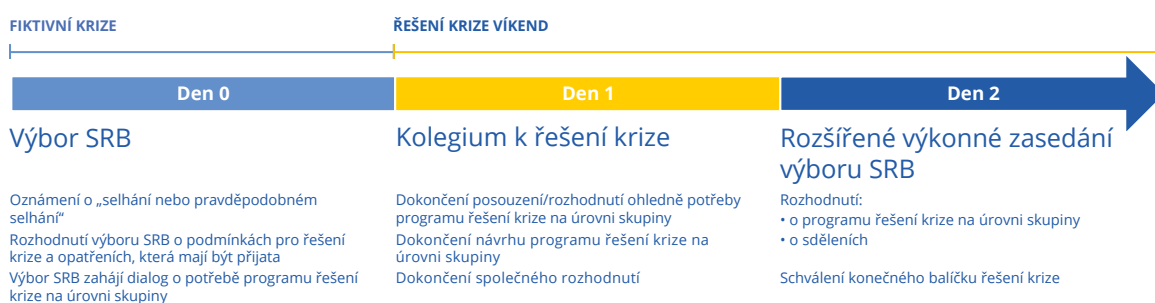 FIKTIVNÍ KRIZE
ŘEŠENÍ KRIZE VÍKEND
Den 0
Den 1
Den 2
Výbor SRB
Oznámení o „selhání nebo pravděpodobném
selhání“
Rozhodnutí výboru SRB o podmínkách pro řešení
krize a opatřeních, která mají být přijata
Výbor SRB zahájí dialog o potřebě programu řešení
krize na úrovni skupiny
Kolegium k řešení krize
Dokončení posouzení/rozhodnutí ohledně potřeby
programu řešení krize na úrovni skupiny
Dokončení návrhu programu řešení krize na
úrovni skupiny
Dokončení společného rozhodnutí
Rozšířené výkonné zasedání
výboru SRB
Rozhodnutí:
• o programu řešení krize na úrovni skupiny
• o sděleních
Schválení konečného balíčku řešení krize